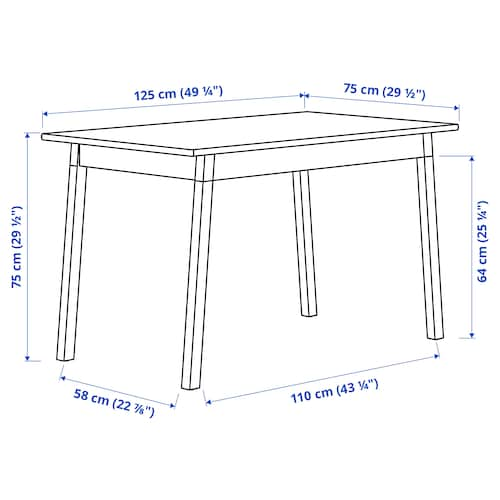 125 cm (49 ¼")
75 cm (29 ½")
75 cm (29 ½")
64 cm (25 ¼")
58 cm (22 ⅞")
110 cm (43 ¼")